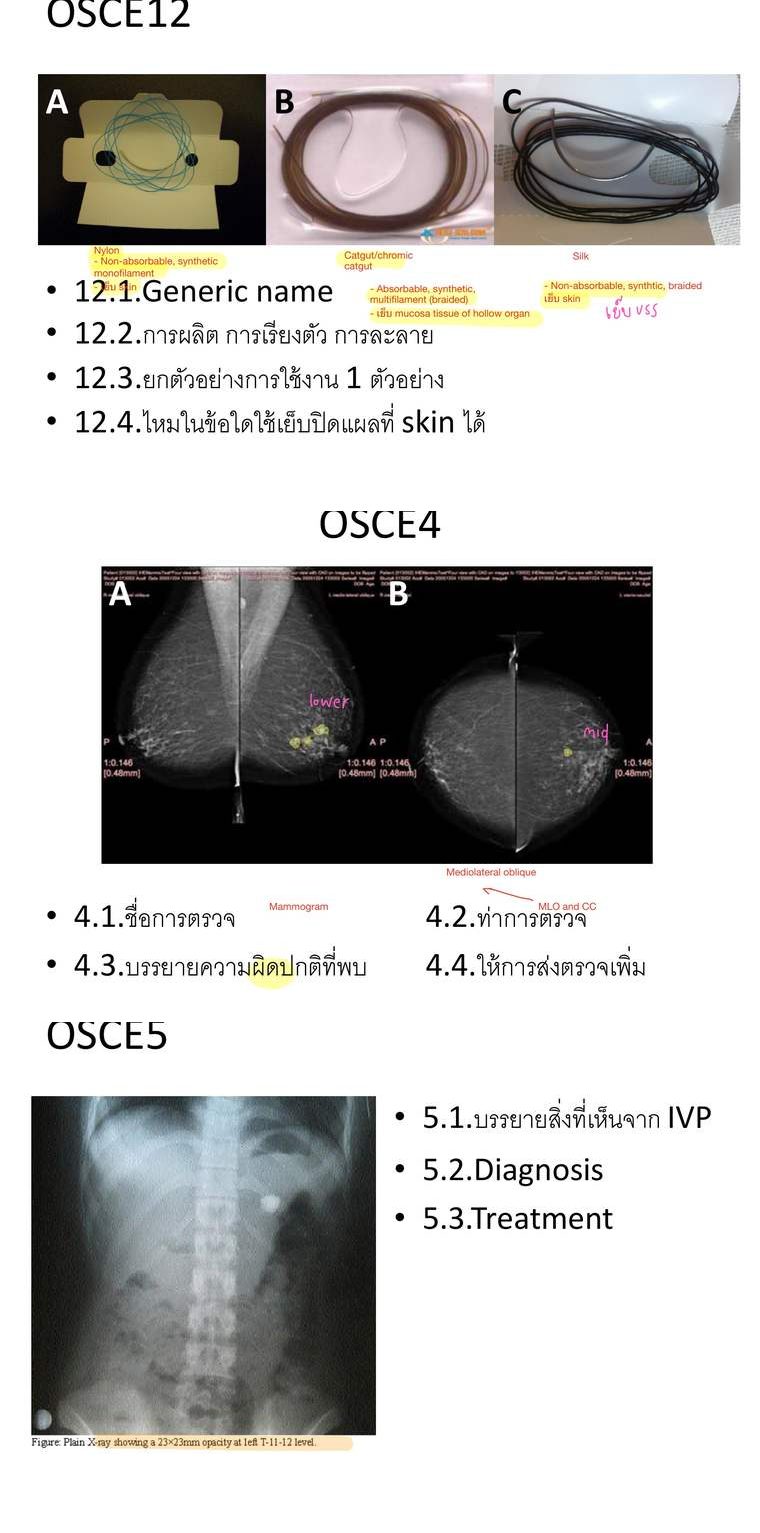 OSCE12
A
B
C
Nylon
- Non-absorbable, synthetic
monofilament
- เย็บ skin
Catgut/chromic
catgut
- Absorbable, synthetic,
multifilament (braided)
- เย็บ mucosa tissue of hollow organ
Silk
- Non-absorbable, synthtic, braided
เย็บ skin
เย็บ vss
• 12.1.Generic name
• 12.2.การผลิต การเรียงตัว การละลาย
• 12.3.ยกตัวอย่างการใช้งาน 1 ตัวอย่าง
• 12.4.ไหมในข้อใดใช้เย็บปิดแผลที่ skin ได้
OSCE4
A
B
lower
mid
P
A P
A
1:0.146
[0.48mm]
1:0.146
[0.48mm]
1:0.146
[0.48mm]
1:0.146
[0.48mm]
Mediolateral oblique
MLO and CC
Mammogram
• 4.1.ชื่อการตรวจ
4.2.ท่าการตรวจ
• 4.3.บรรยายความผิดปกติที่พบ
4.4.ให้การส่งตรวจเพิ่ม
OSCE5
• 5.1.บรรยายสิ่งที่เห็นจาก IVP
• 5.2.Diagnosis
• 5.3.Treatment
Figure: Plain X-ray showing a 23×23mm opacity at left T-11-12 level.